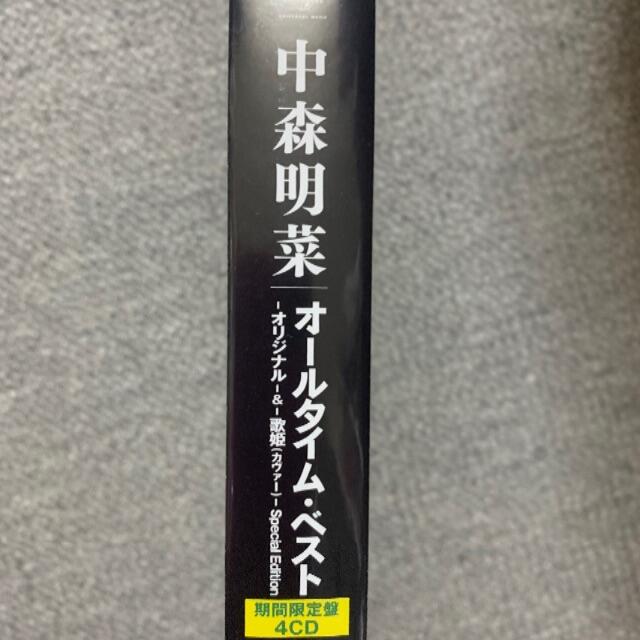 中森明菜
オールタイム・ベスト
-オリジナル-&-歌姫(カヴァー)-Special Edition
期間限定盤
4CD